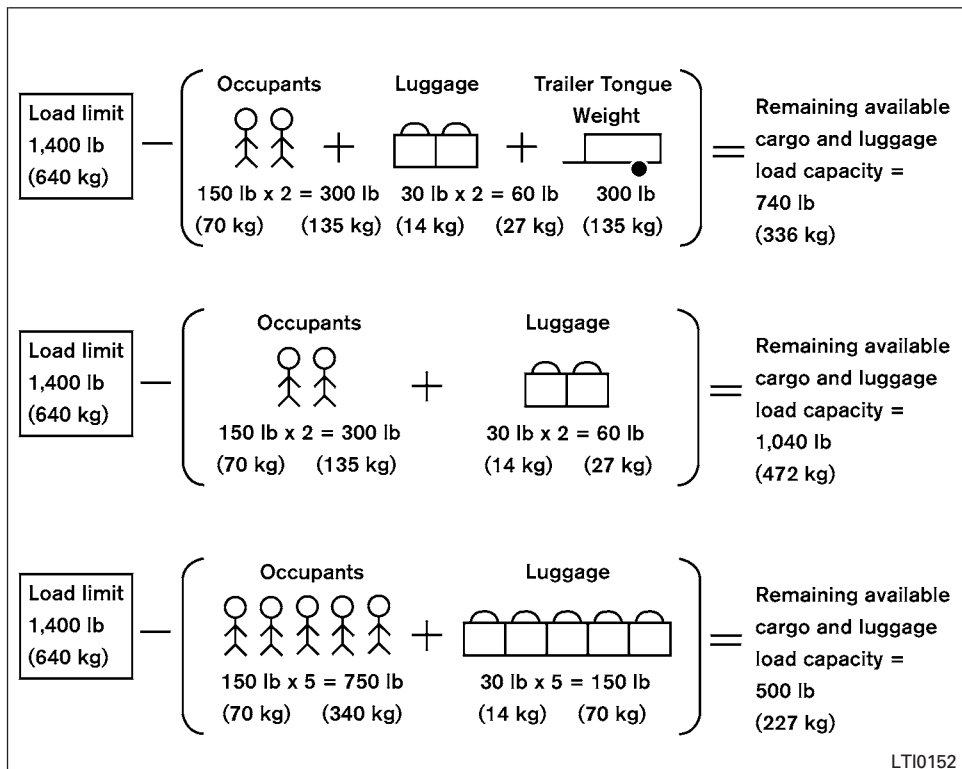 Occupants Luggage Trailer Tongue
Load limit Weight Remaining available
1,400 lb − + + = cargo and luggage
(640 kg) load capacity =
150 lb x 2 = 300 lb 30 lb x 2 = 60 lb 300 lb 740 lb
(70 kg) (135 kg) (14 kg) (27 kg) (135 kg) (336 kg)
Occupants Luggage
Load limit Remaining available
1,400 lb − + = cargo and luggage
(640 kg) load capacity =
150 lb x 2 = 300 lb 30 lb x 2 = 60 lb 1,040 lb
(70 kg) (135 kg) (14 kg) (27 kg) (472 kg)
Occupants Luggage
Load limit Remaining available
1,400 lb − + = cargo and luggage
(640 kg) load capacity =
150 lb x 5 = 750 lb 30 lb x 5 = 150 lb 500 lb
(70 kg) (340 kg) (14 kg) (70 kg) (227 kg)
LTI0152